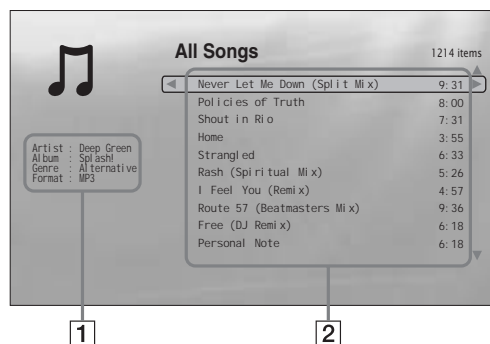 All Songs
1214 items
Never Let Me Down (Split Mix) 9:31
Policies of Truth 8:00
Shout in Rio 7:31
Home 3:55
Strangled 6:33
Rash (Spiritual Mix) 5:26
I Feel You (Remix) 4:57
Route 57 (Beatmasters Mix) 9:36
Free (DJ Remix) 6:18
Personal Note 6:18
Artist : Deep Green
Album : Splash!
Genre : Alternative
Format : MP3
1
2